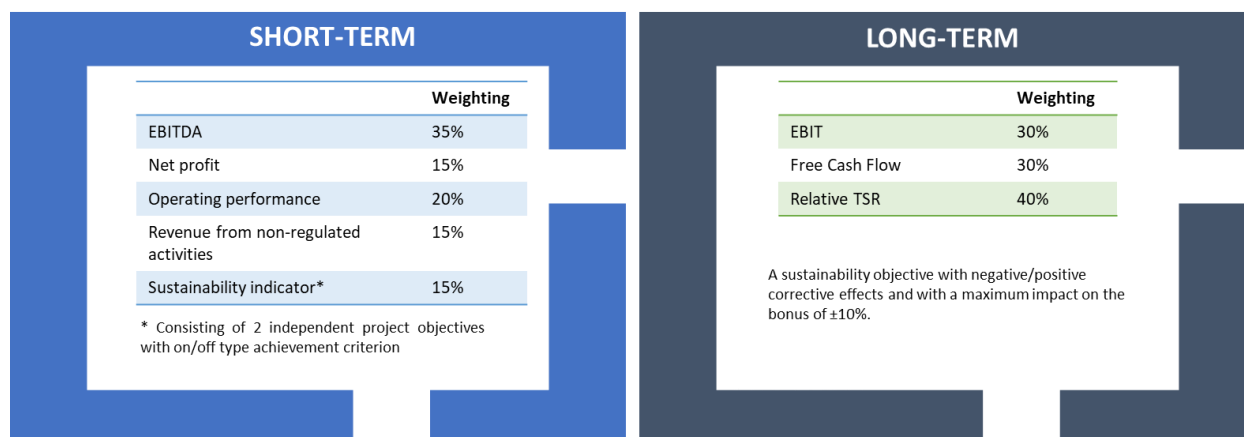 SHORT-TERM
Weighting
EBITDA 35%
Net profit 15%
Operating performance 20%
Revenue from non-regulated 15%
activities
Sustainability indicator* 15%
* Consisting of 2 independent project objectives
with on/off type achievement criterion
LONG-TERM
Weighting
EBIT 30%
Free Cash Flow 30%
Relative TSR 40%
A sustainability objective with negative/positive
corrective effects and with a maximum impact on the
bonus of ±10%.